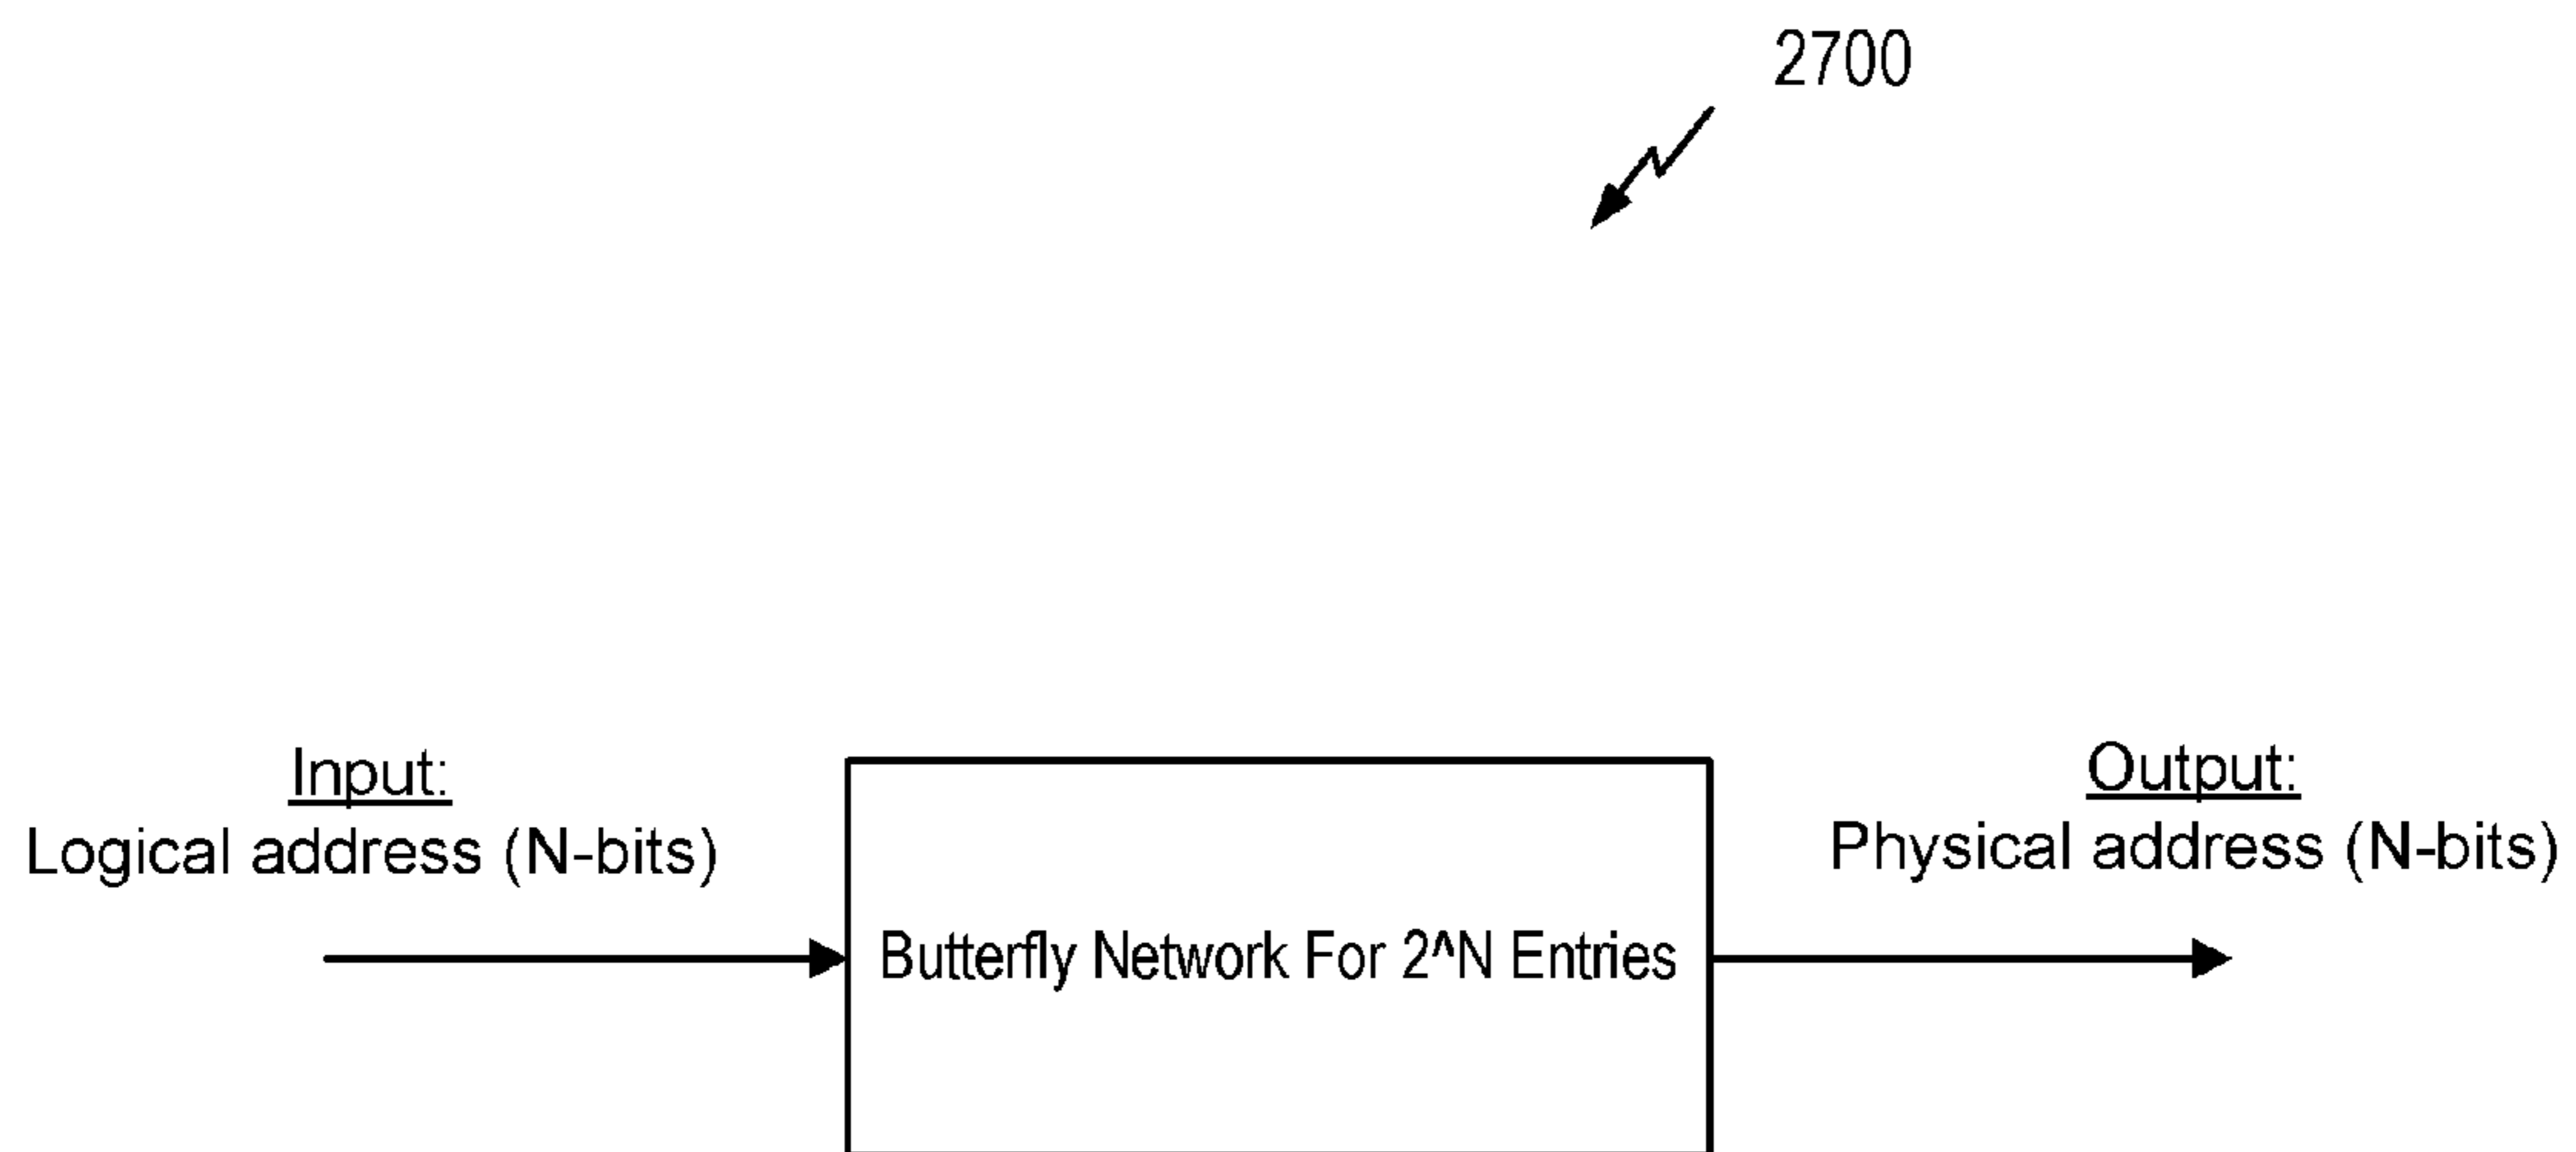 2700
Input:
Logical address (N-bits)
Butterfly Network For 2^N Entries
Output:
Physical address (N-bits)